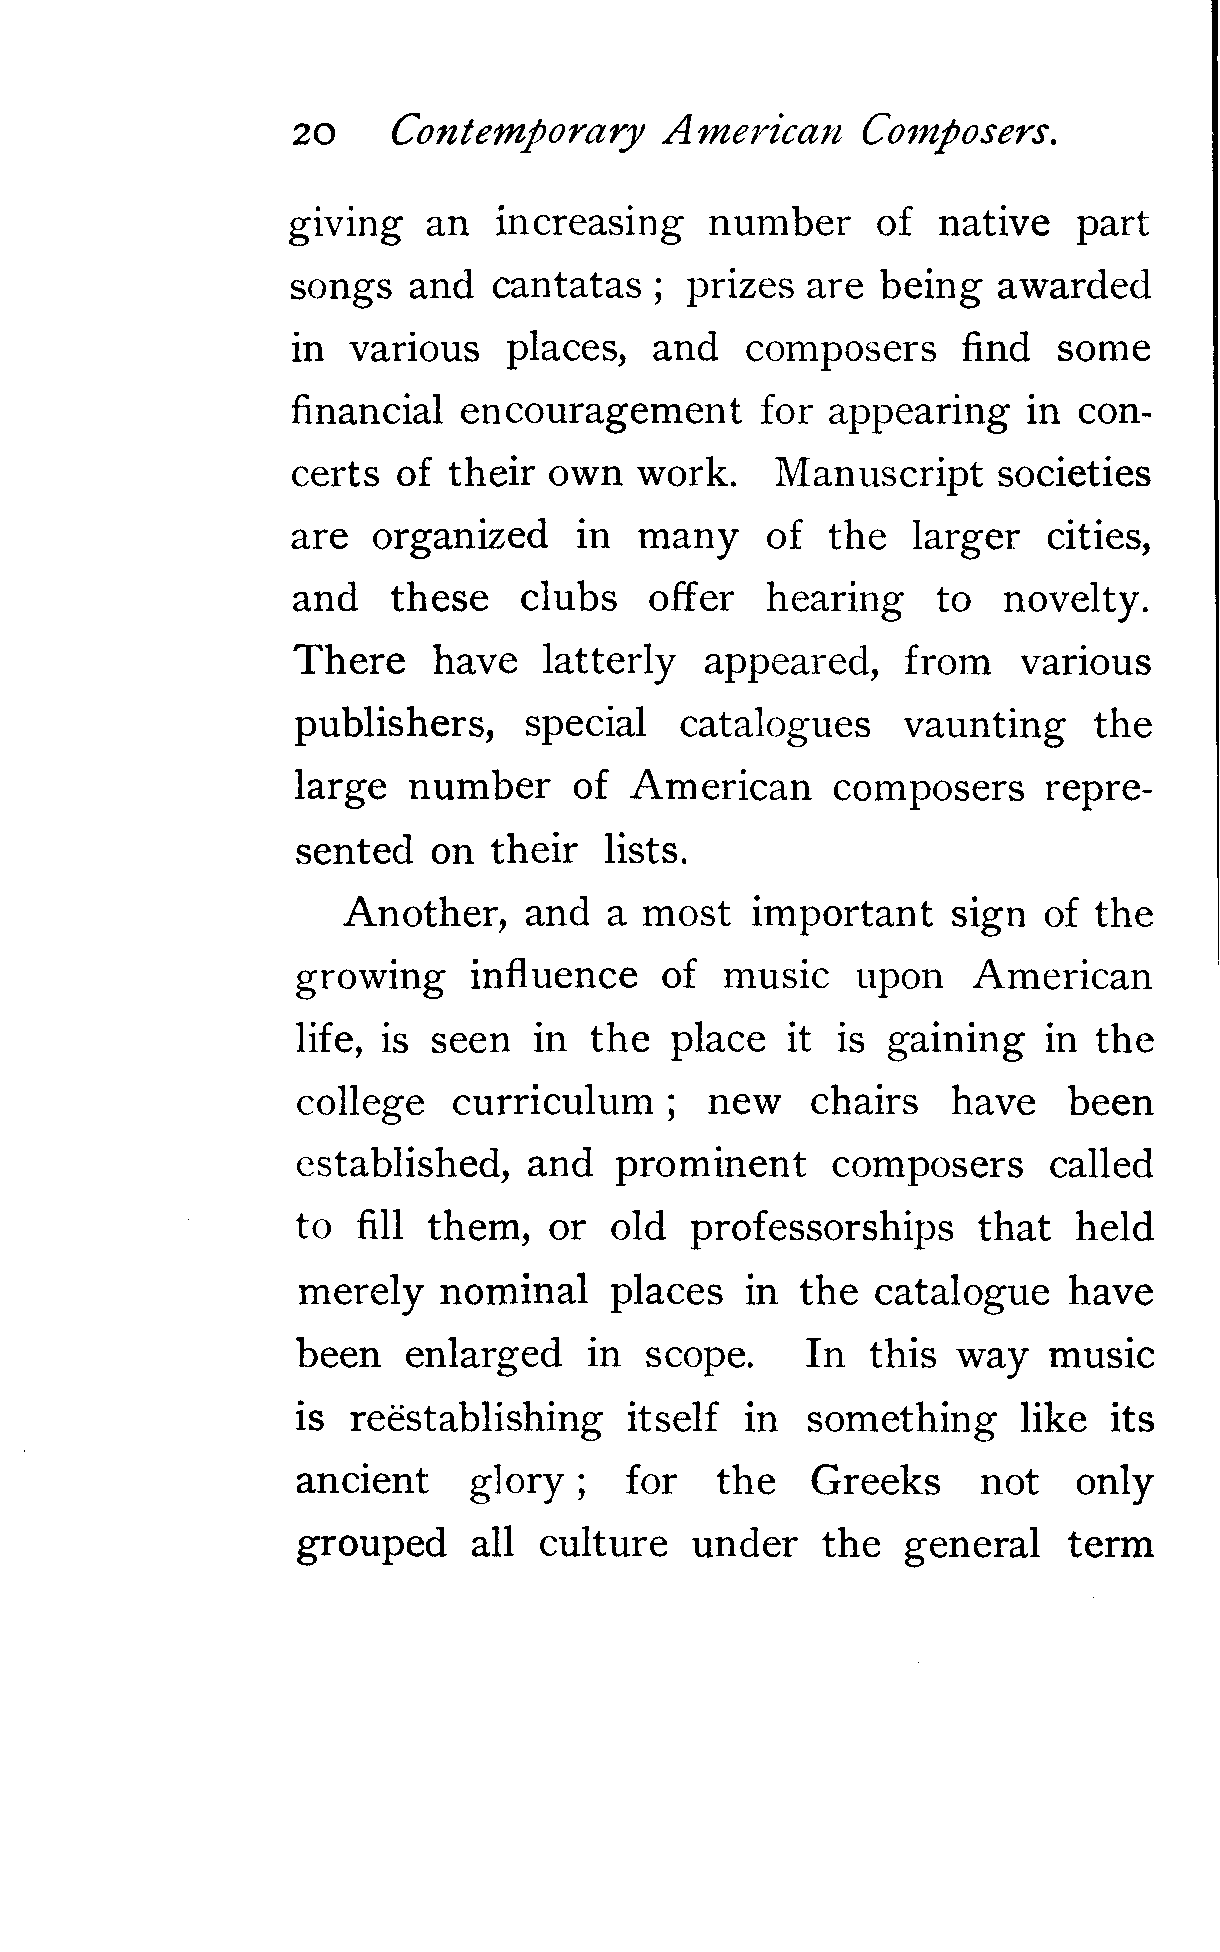 20 Contemporary American Composers.
giving an increasing number of native part
songs and cantatas ; prizes are being awarded
in various places, and composers find some
financial encouragement for appearing in con-
certs of their own work. Manuscript societies
are organized in many of the larger cities,
and these clubs offer hearing to novelty.
There have latterly appeared, from various
publishers, special catalogues vaunting the
large number of American composers repre-
sented on their lists.
Another, and a most important sign of the
growing influence of music upon American
life, is seen in the place it is gaining in the
college curriculum ; new chairs have been
established, and prominent composers called
to fill them, or old professorships that held
merely nominal places in the catalogue have
been enlarged in scope. In this way music
is reëstablishing itself in something like its
ancient glory ; for the Greeks not only
grouped all culture under the general term